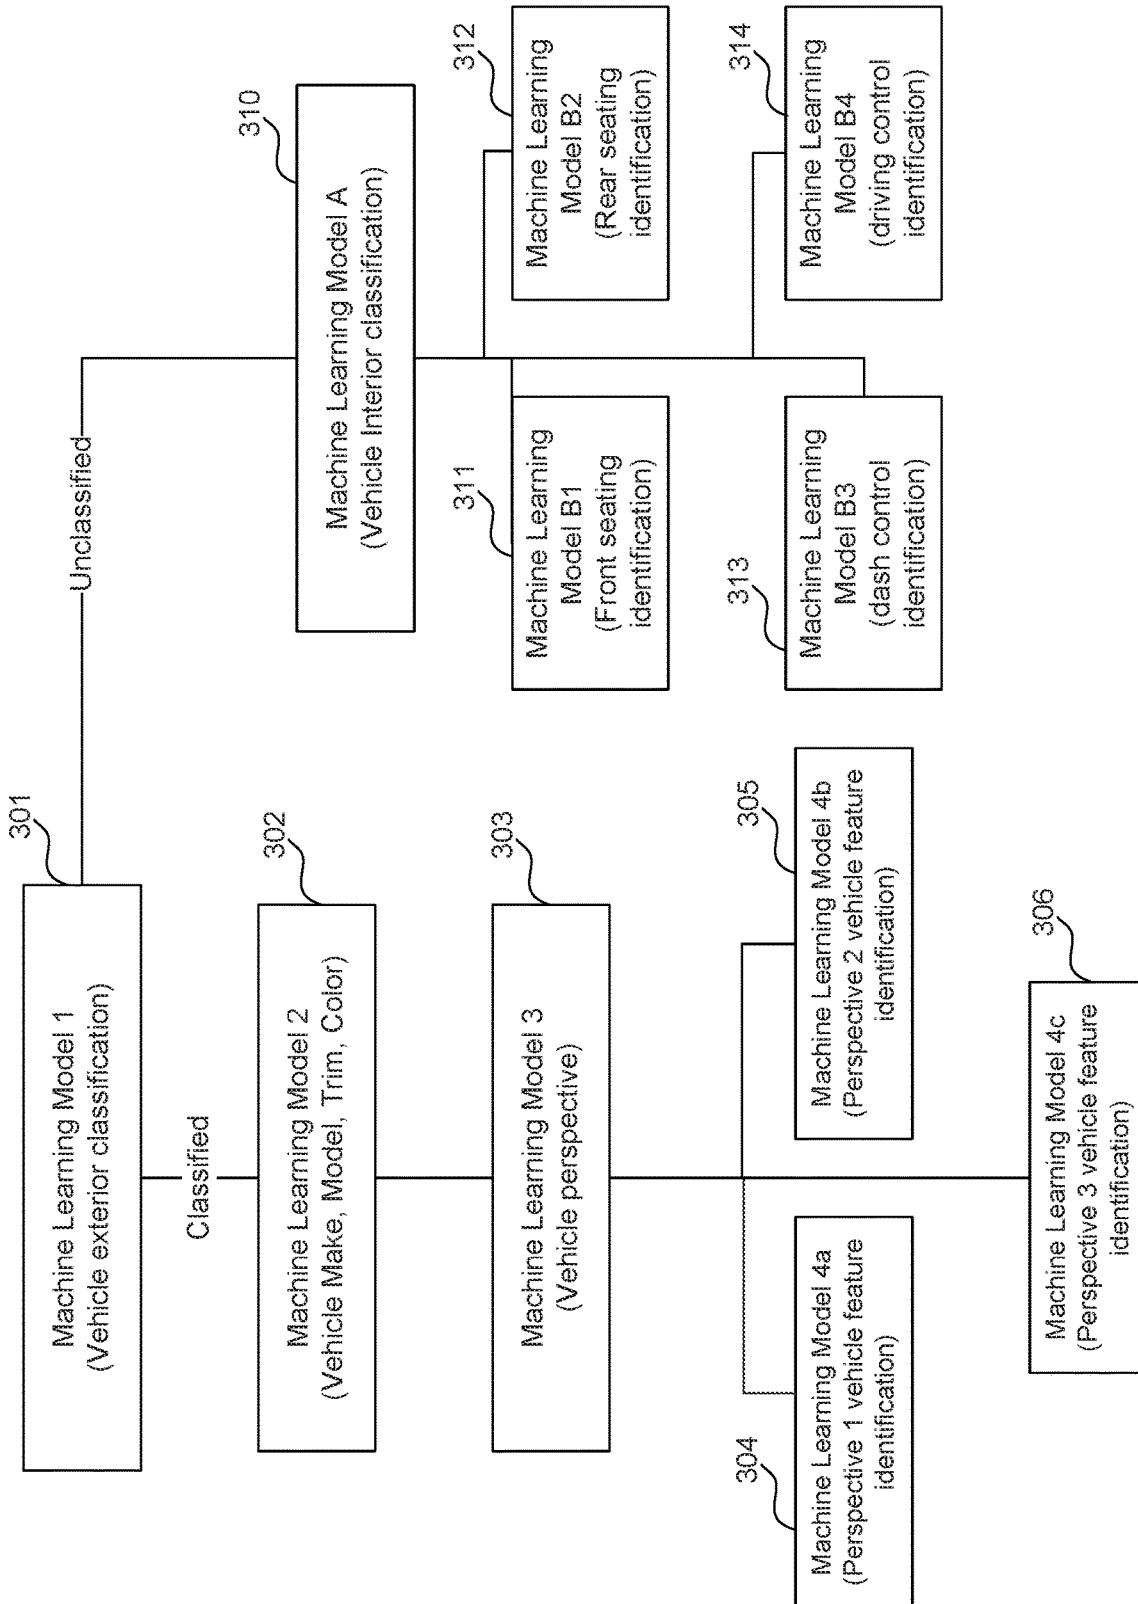 301
Machine Learning Model 1
(Vehicle exterior classification)
Classified
Unclassified
302
Machine Learning Model 2
(Vehicle Make, Model, Trim, Color)
303
Machine Learning Model 3
(Vehicle perspective)
304
Machine Learning Model 4a
(Perspective 1 vehicle feature
identification)
305
Machine Learning Model 4b
(Perspective 2 vehicle feature
identification)
306
Machine Learning Model 4c
(Perspective 3 vehicle feature
identification)
310
Machine Learning Model A
(Vehicle Interior classification)
311
Machine Learning
Model B1
(Front seating
identification)
312
Machine Learning
Model B2
(Rear seating
identification)
313
Machine Learning
Model B3
(dash control
identification)
314
Machine Learning
Model B4
(driving control
identification)